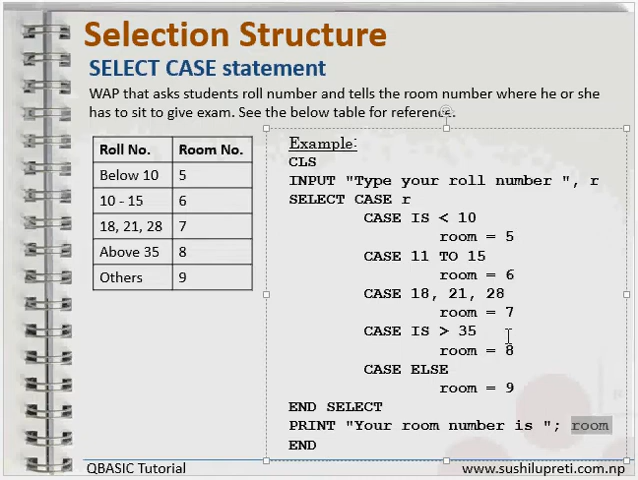 Selection Structure
SELECT CASE statement
WAP that asks students roll number and tells the room number where he or she
has to sit to give exam. See the below table for reference.
Roll No. Room No.
Below 10 5
10 - 15 6
18, 21, 28 7
Above 35 8
Others 9
Example:
CLS
INPUT "Type your roll number ", r
SELECT CASE r
CASE IS < 10
room = 5
CASE 11 TO 15
room = 6
CASE 18, 21, 28
room = 7
CASE IS > 35
room = 8
CASE ELSE
room = 9
END SELECT
PRINT "Your room number is "; room
END
QBASIC Tutorial
www.sushilupreti.com.np